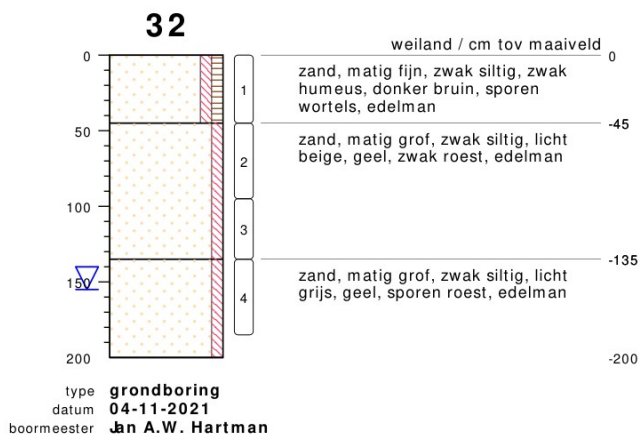 32
weiland / cm tov maaiveld
0
0
zand, matig fijn, zwak siltig, zwak
humeus, donker bruin, sporen
wortels, edelman
1
50
-45
zand, matig grof, zwak siltig, licht
beige, geel, zwak roest, edelman
2
100
3
-135
150
zand, matig grof, zwak siltig, licht
grijs, geel, sporen roest, edelman
4
200
-200
type grondboring
datum 04-11-2021
boormeester Jan A.W. Hartman